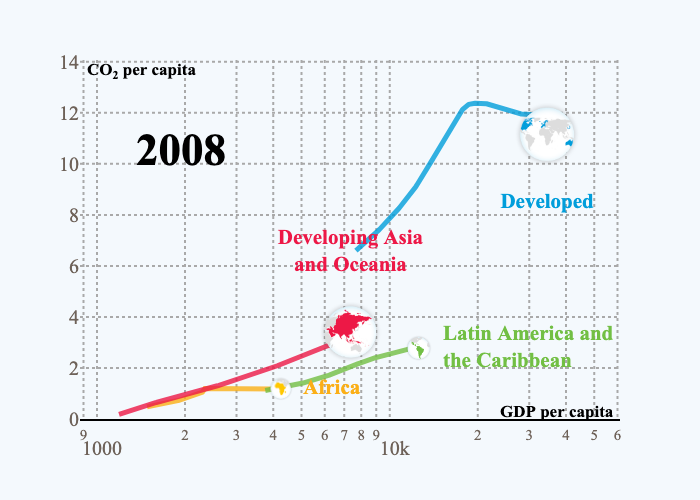 14
CO₂ per capita
12
2008
10
Developed
8
Developing Asia
and Oceania
6
4
Latin America and
the Caribbean
2
Africa
GDP per capita
0
9 2 3 4 5 6 7 8 9 2 3 4 5 6
1000 10k